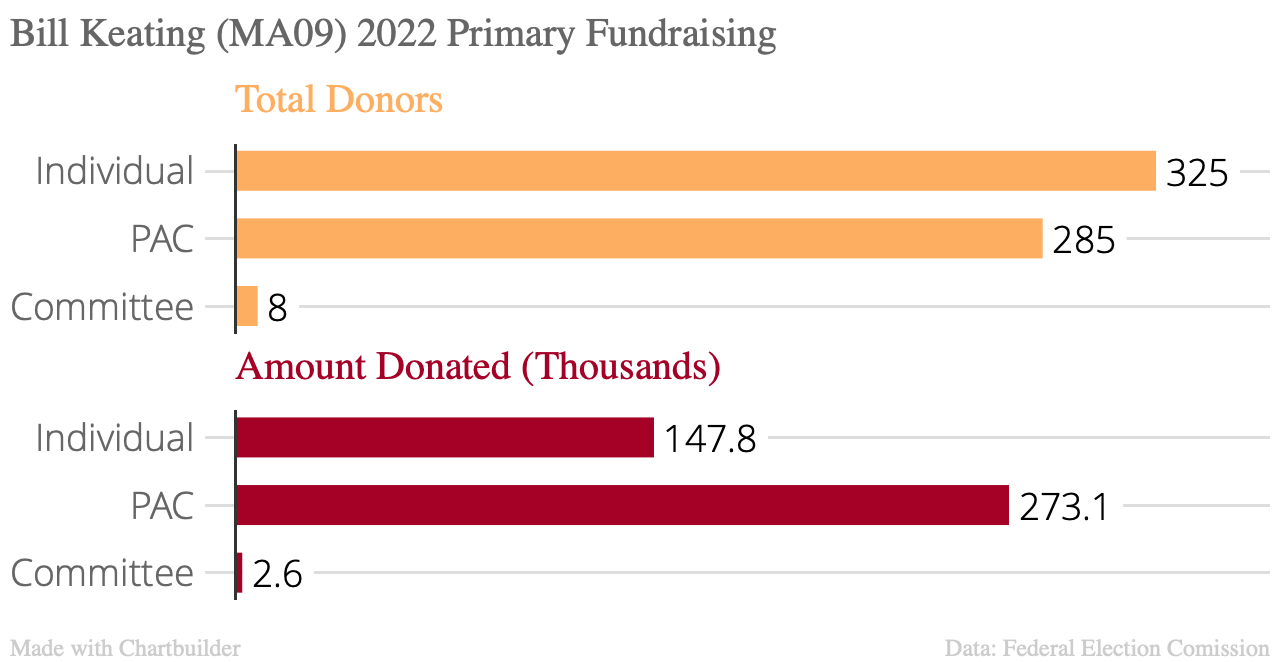 Bill Keating (MA09) 2022 Primary Fundraising
Total Donors
Individual 325
PAC 285
Committee 8
Amount Donated (Thousands)
Individual 147.8
PAC 273.1
Committee 2.6
Made with Chartbuilder Data: Federal Election Comission